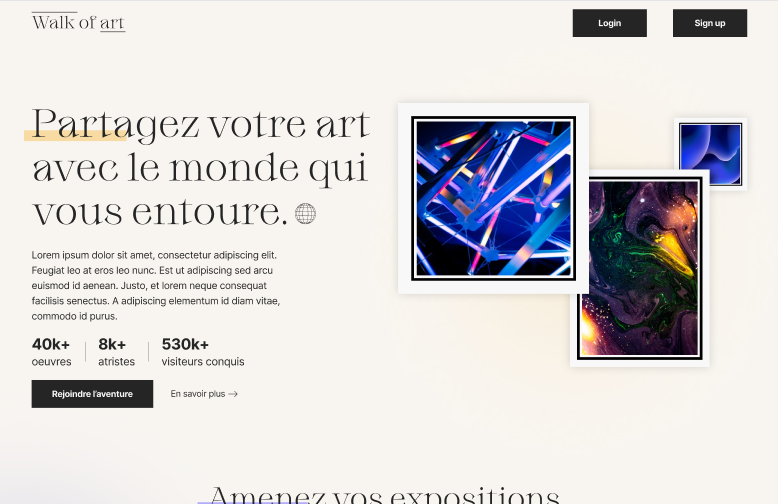 Walk of art
Login
Sign up
Partagez votre art
avec le monde qui
vous entoure.
Lorem ipsum dolor sit amet, consectetur adipiscing elit.
Feugiat leo at eros leo nunc. Est ut adipiscing sed arcu
euismod id aenean. Justo, et lorem neque consequat
facilisis senectus. A adipiscing elementum id diam vitae,
commodo id purus.
40k+
oeuvres
8k+
atristes
530k+
visiteurs conquis
Rejoindre l'aventure
En savoir plus →
Amenez vos expositions